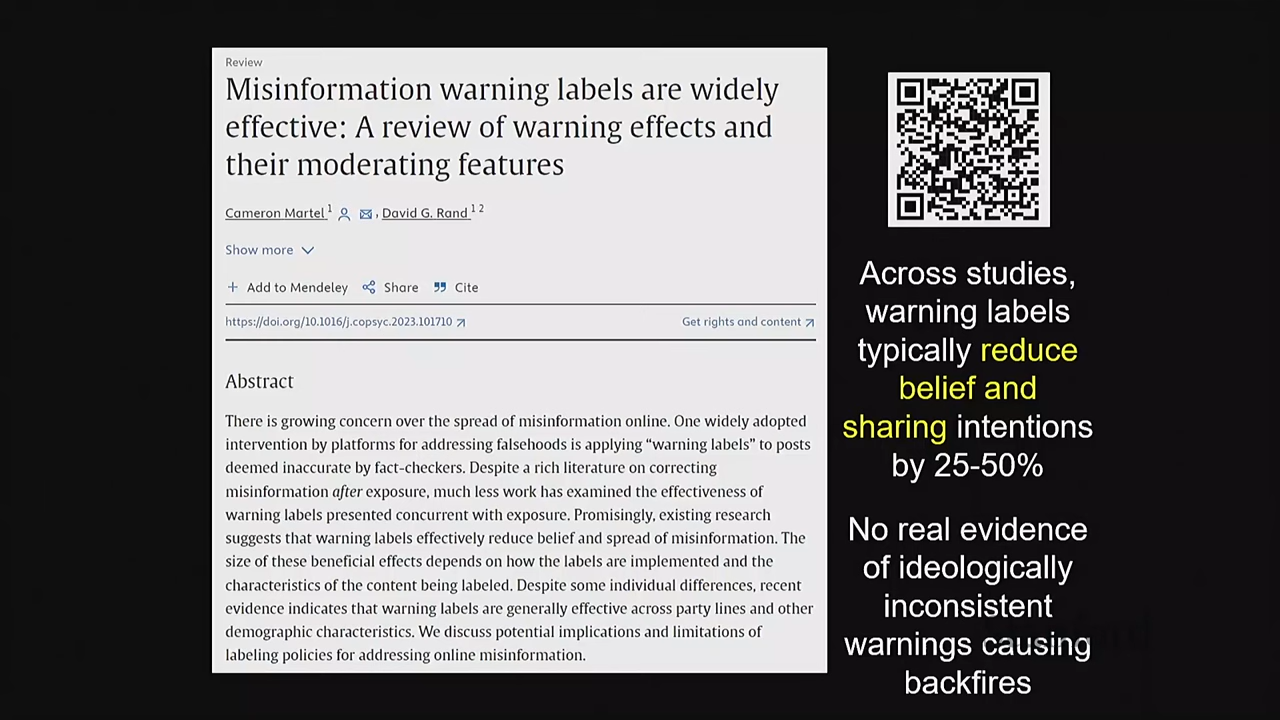 Review
Misinformation warning labels are widely
effective: A review of warning effects and
their moderating features
Cameron Martel 1 , David G. Rand 1 2
Show more
+ Add to Mendeley Share Cite
https://doi.org/10.1016/j.copsyc.2023.101710 Get rights and content
Abstract
There is growing concern over the spread of misinformation online. One widely adopted
intervention by platforms for addressing falsehoods is applying “warning labels” to posts
deemed inaccurate by fact-checkers. Despite a rich literature on correcting
misinformation after exposure, much less work has examined the effectiveness of
warning labels presented concurrent with exposure. Promisingly, existing research
suggests that warning labels effectively reduce belief and spread of misinformation. The
size of these beneficial effects depends on how the labels are implemented and the
characteristics of the content being labeled. Despite some individual differences, recent
evidence indicates that warning labels are generally effective across party lines and other
demographic characteristics. We discuss potential implications and limitations of
labeling policies for addressing online misinformation.
Across studies,
warning labels
typically reduce
belief and
sharing intentions
by 25-50%
No real evidence
of ideologically
inconsistent
warnings causing
backfires